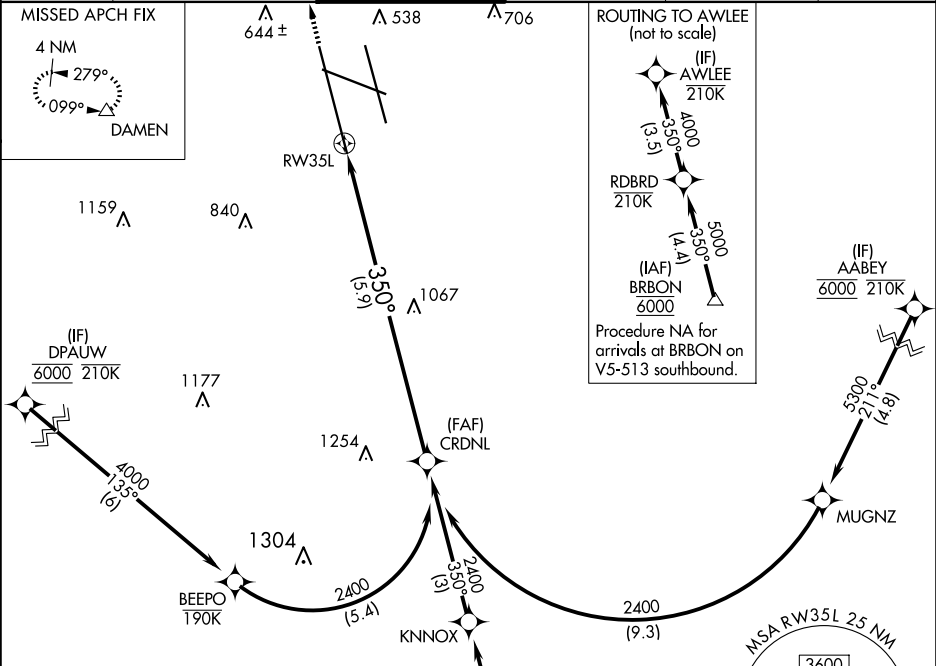 MISSED APCH FIX
4 NM
279°
099°
DAMEN
644 ±
538
706
RW35L
ROUTING TO AWLEE
(not to scale)
(IF)
AWLEE
210K
4000
350°
(3.5)
RDBRD
210K
5000
350°
(4.4)
(IAF)
BRBON
6000
Procedure NA for
arrivals at BRBON on
V5-513 southbound.
1159
840
350°
(5.9)
1067
(IF)
AABEY
6000 210K
5300
211°
(4.8)
(IF)
DPAUW
6000 210K
1177
1254
(FAF)
CRDNL
4000
135°
(6)
MUGNZ
1304
BEEPO
190K
2400
(5.4)
2400
350°
(3)
KNNOX
2400
(9.3)
MSA RW35L 25 NM
3600